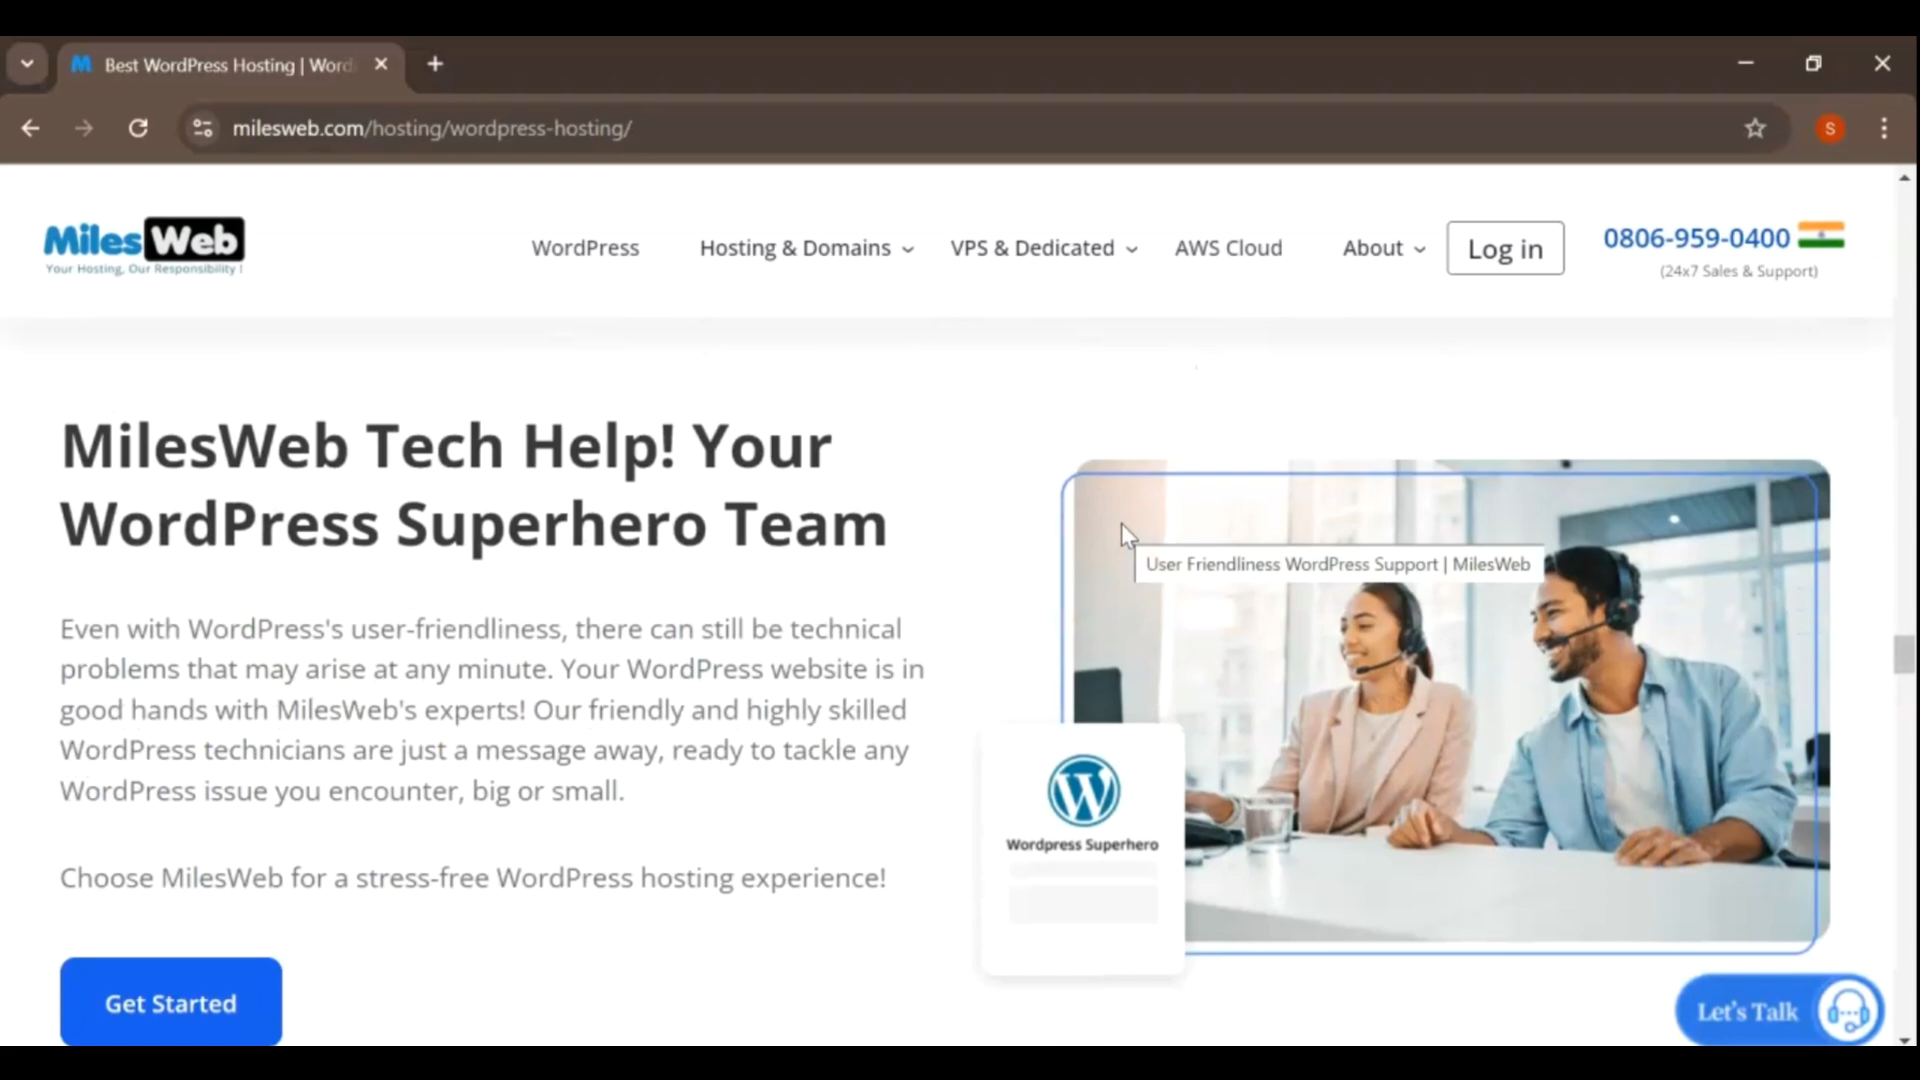 Best WordPress Hosting | Word
milesweb.com/hosting/wordpress-hosting/
S
Miles Web
Your Hosting, Our Responsibility !
WordPress
Hosting & Domains
VPS & Dedicated
AWS Cloud
About
Log in
0806-959-0400
(24x7 Sales & Support)
MilesWeb Tech Help! Your
WordPress Superhero Team
Even with WordPress's user-friendliness, there can still be technical
problems that may arise at any minute. Your WordPress website is in
good hands with MilesWeb's experts! Our friendly and highly skilled
WordPress technicians are just a message away, ready to tackle any
WordPress issue you encounter, big or small.
Choose MilesWeb for a stress-free WordPress hosting experience!
Get Started
User Friendliness WordPress Support | MilesWeb
Wordpress Superhero
Let's Talk